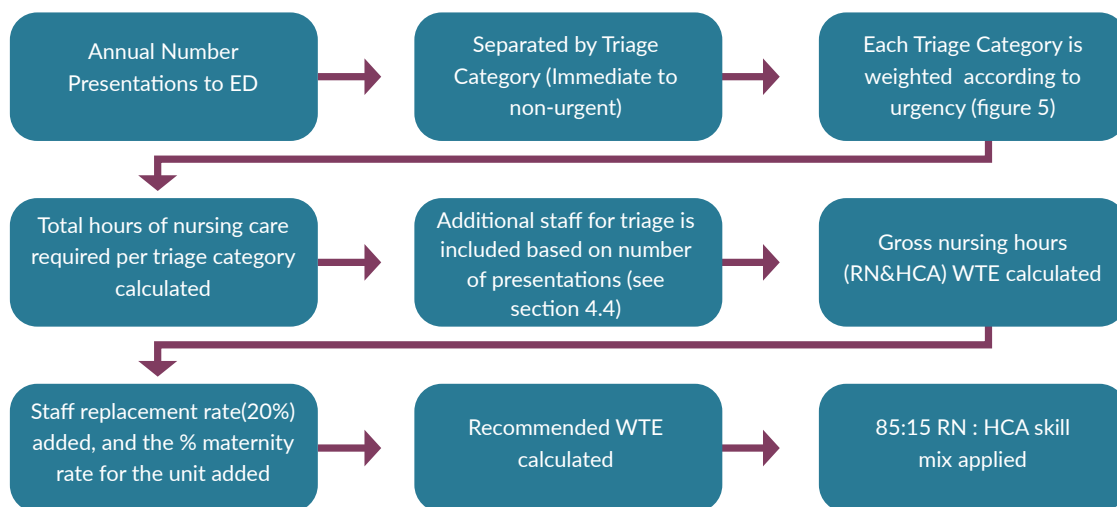 Annual Number
Presentations to ED
Separated by Triage
Category (Immediate to
non-urgent)
Each Triage Category is
weighted according to
urgency (figure 5)
Total hours of nursing care
required per triage category
calculated
Additional staff for triage is
included based on number
of presentations (see
section 4.4)
Gross nursing hours
(RN&HCA) WTE calculated
Staff replacement rate(20%)
added, and the % maternity
rate for the unit added
Recommended WTE
calculated
85:15 RN : HCA skill
mix applied